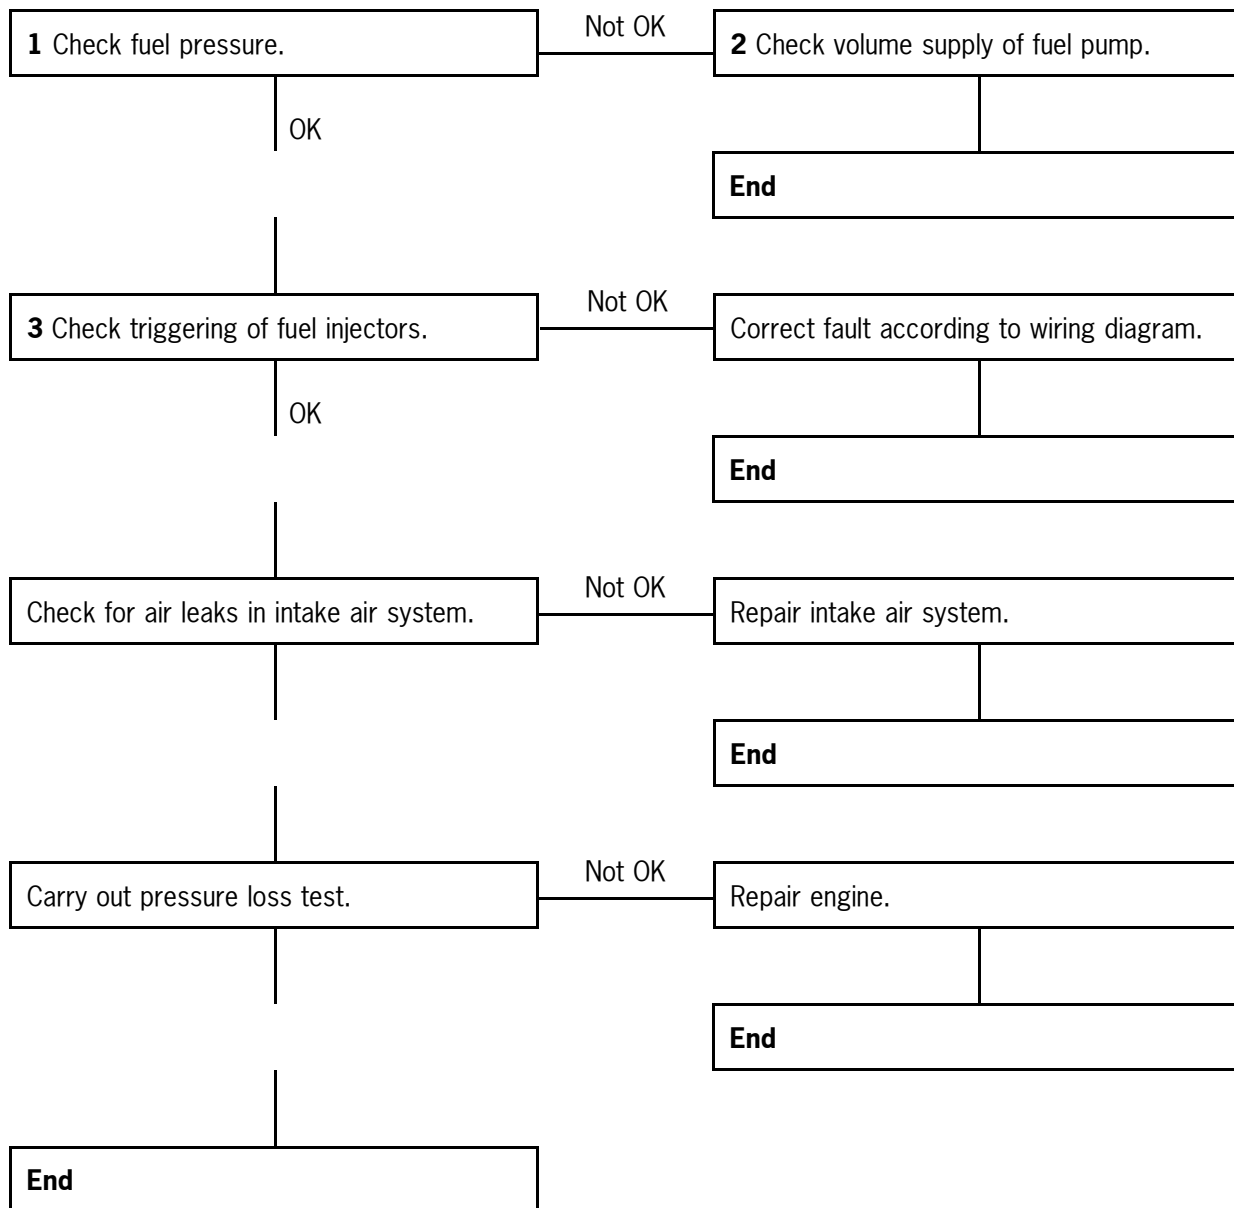 1 Check fuel pressure.
Not OK
2 Check volume supply of fuel pump.
OK
End
3 Check triggering of fuel injectors.
Not OK
Correct fault according to wiring diagram.
OK
End
Check for air leaks in intake air system.
Not OK
Repair intake air system.
End
Carry out pressure loss test.
Not OK
Repair engine.
End
End